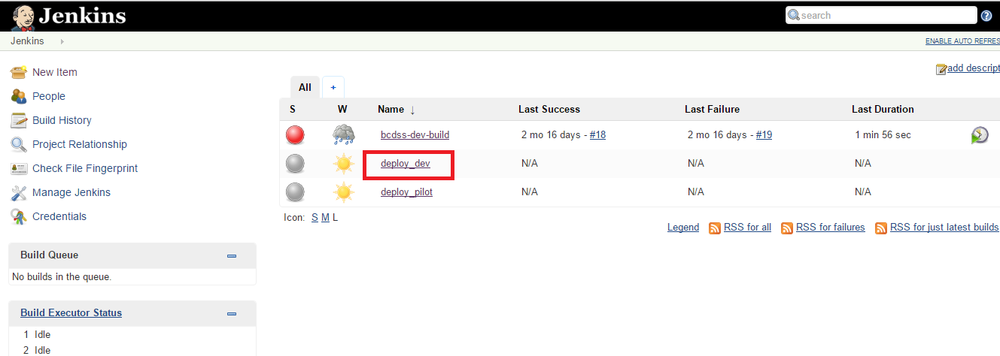 Jenkins
search
Jenkins
ENABLE AUTO REFRES
New Item
People
Build History
Project Relationship
Check File Fingerprint
Manage Jenkins
Credentials
Build Queue
No builds in the queue.
Build Executor Status
1 Idle
2 Idle
add descript
All +
S W Name ↓ Last Success Last Failure Last Duration
bcdss-dev-build 2 mo 16 days - #18 2 mo 16 days - #19 1 min 56 sec
deploy_dev N/A N/A N/A
deploy_pilot N/A N/A N/A
Icon: S M L
Legend RSS for all RSS for failures RSS for just latest builds